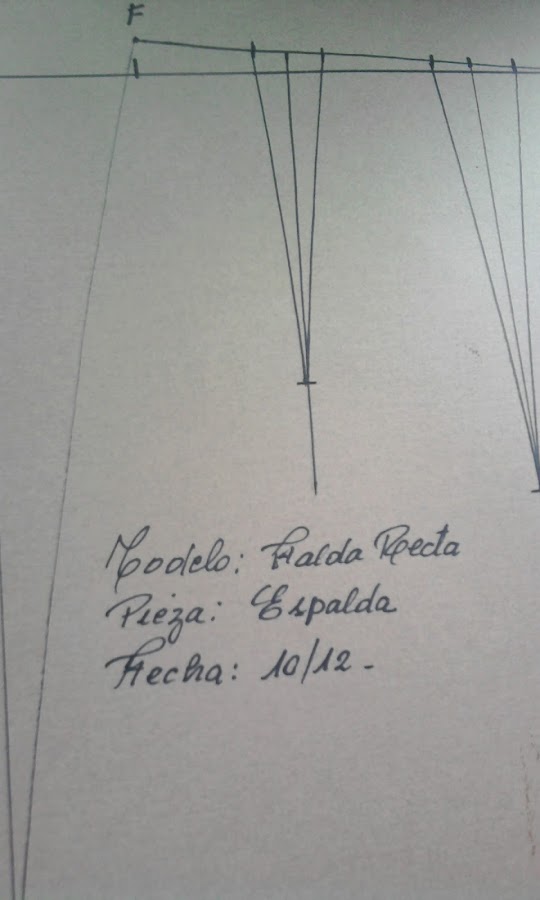 F
Modelo: Falda Recta
Pieza: Espalda
Fecha: 10/12.-